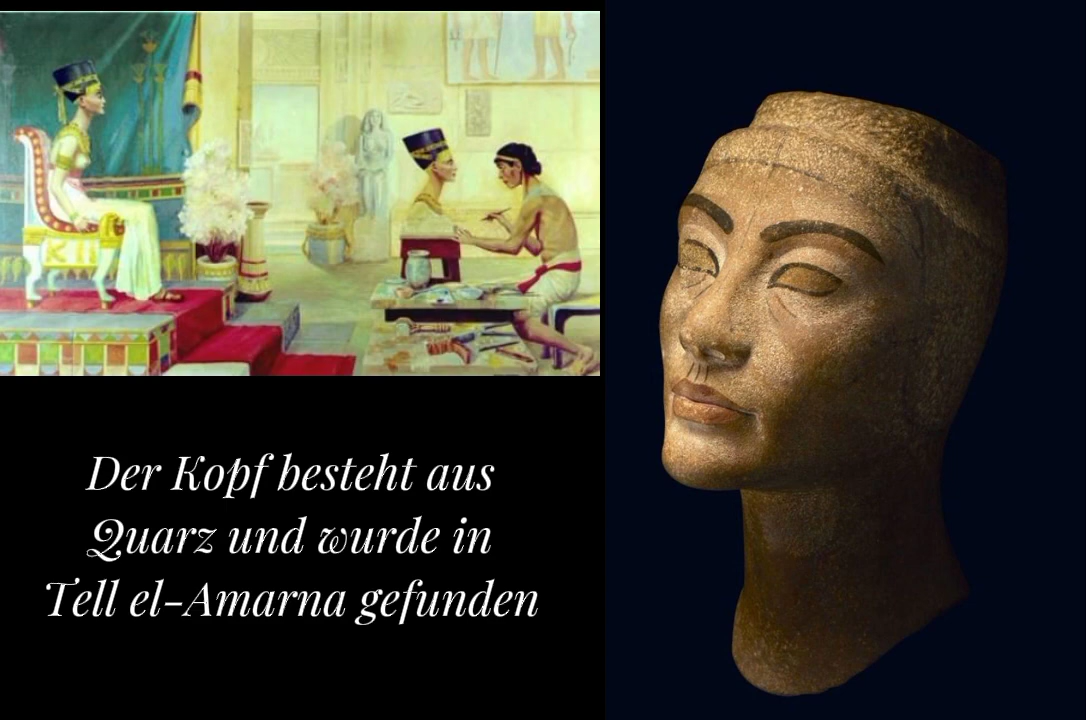 Der Kopf besteht aus
Quarz und wurde in
Tell el-Amarna gefunden